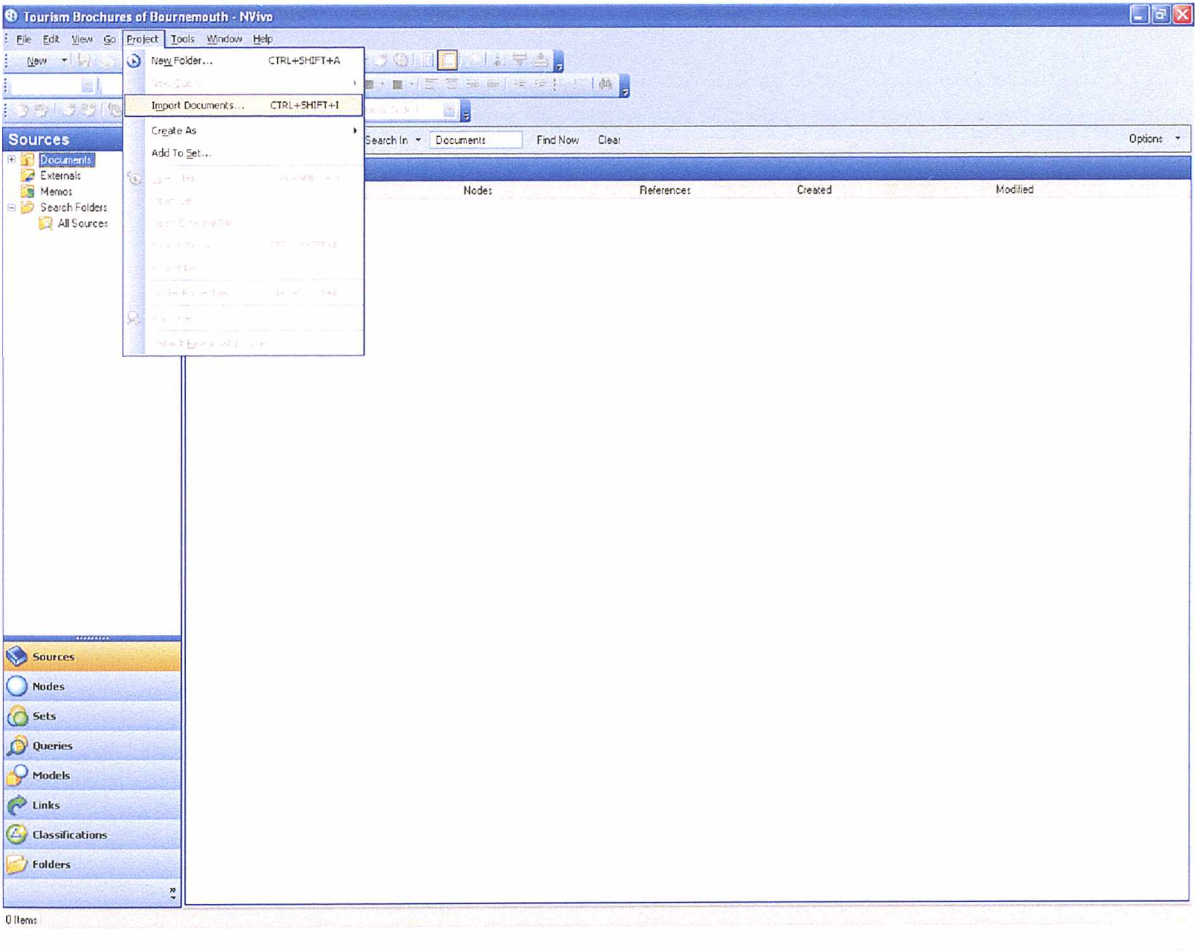 Tourism Brochures of Bournemouth - NVivo
File Edit View Go Project Tools Window Help
New
New Folder... CTRL+SHIFT+A
Import Documents... CTRL+SHIFT+I
Create As
Add To Set...
Search In Documents Find Now Clear Options
Sources
Documents
Externals
Memos
Search Folders
All Sources
Nodes References Created Modified
Sources
Nodes
Sets
Queries
Models
Links
Classifications
Folders
0 Items